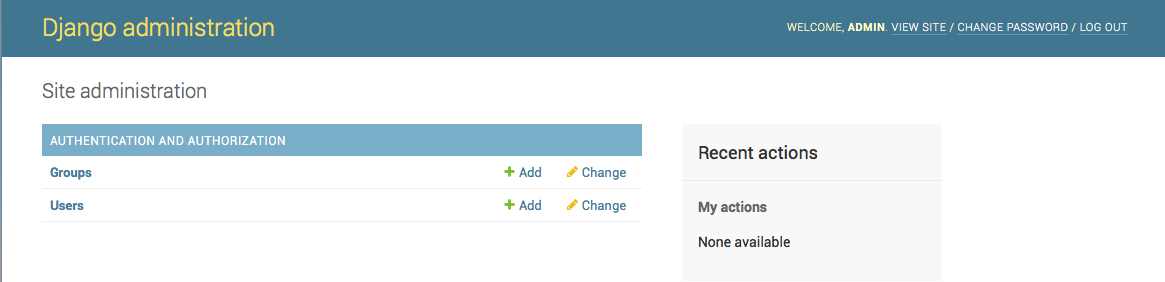 Django administration
WELCOME, ADMIN. VIEW SITE / CHANGE PASSWORD / LOG OUT
Site administration
AUTHENTICATION AND AUTHORIZATION
Groups Add Change
Users Add Change
Recent actions
My actions
None available